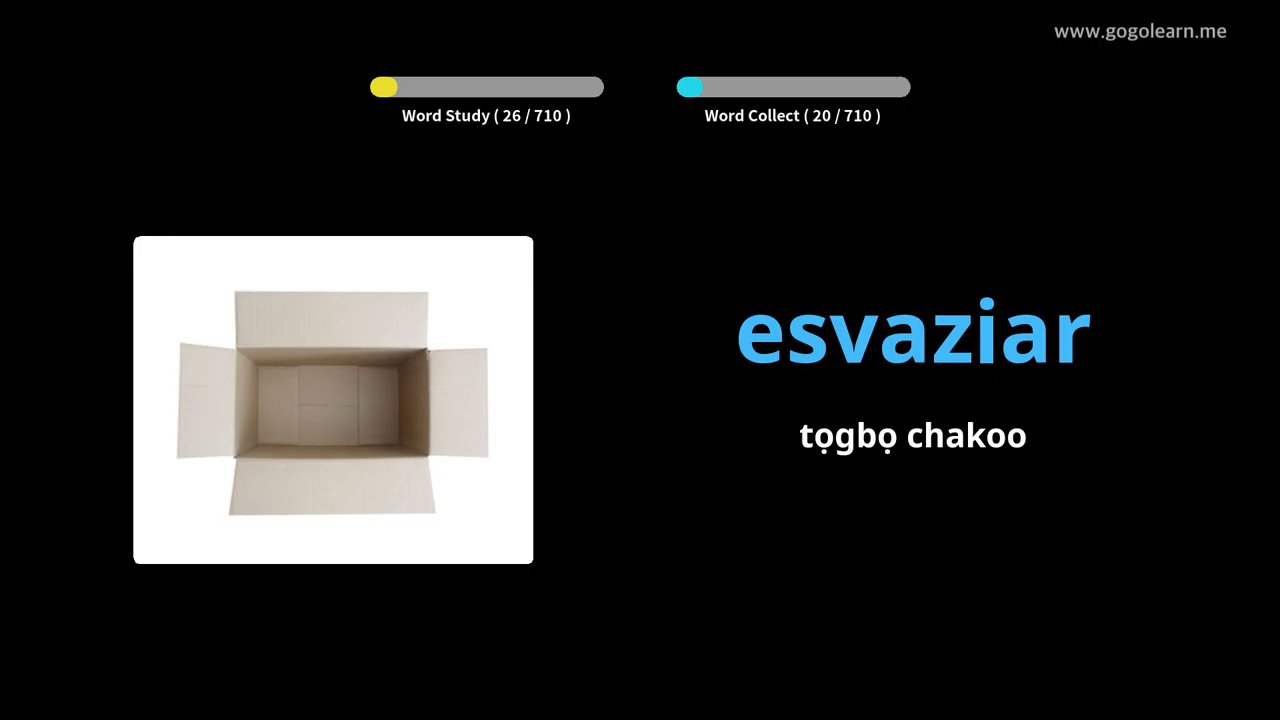 www.gogolearn.me
Word Study ( 26 / 710 )
Word Collect ( 20 / 710 )
esvaziar
tọgbọ chakoo